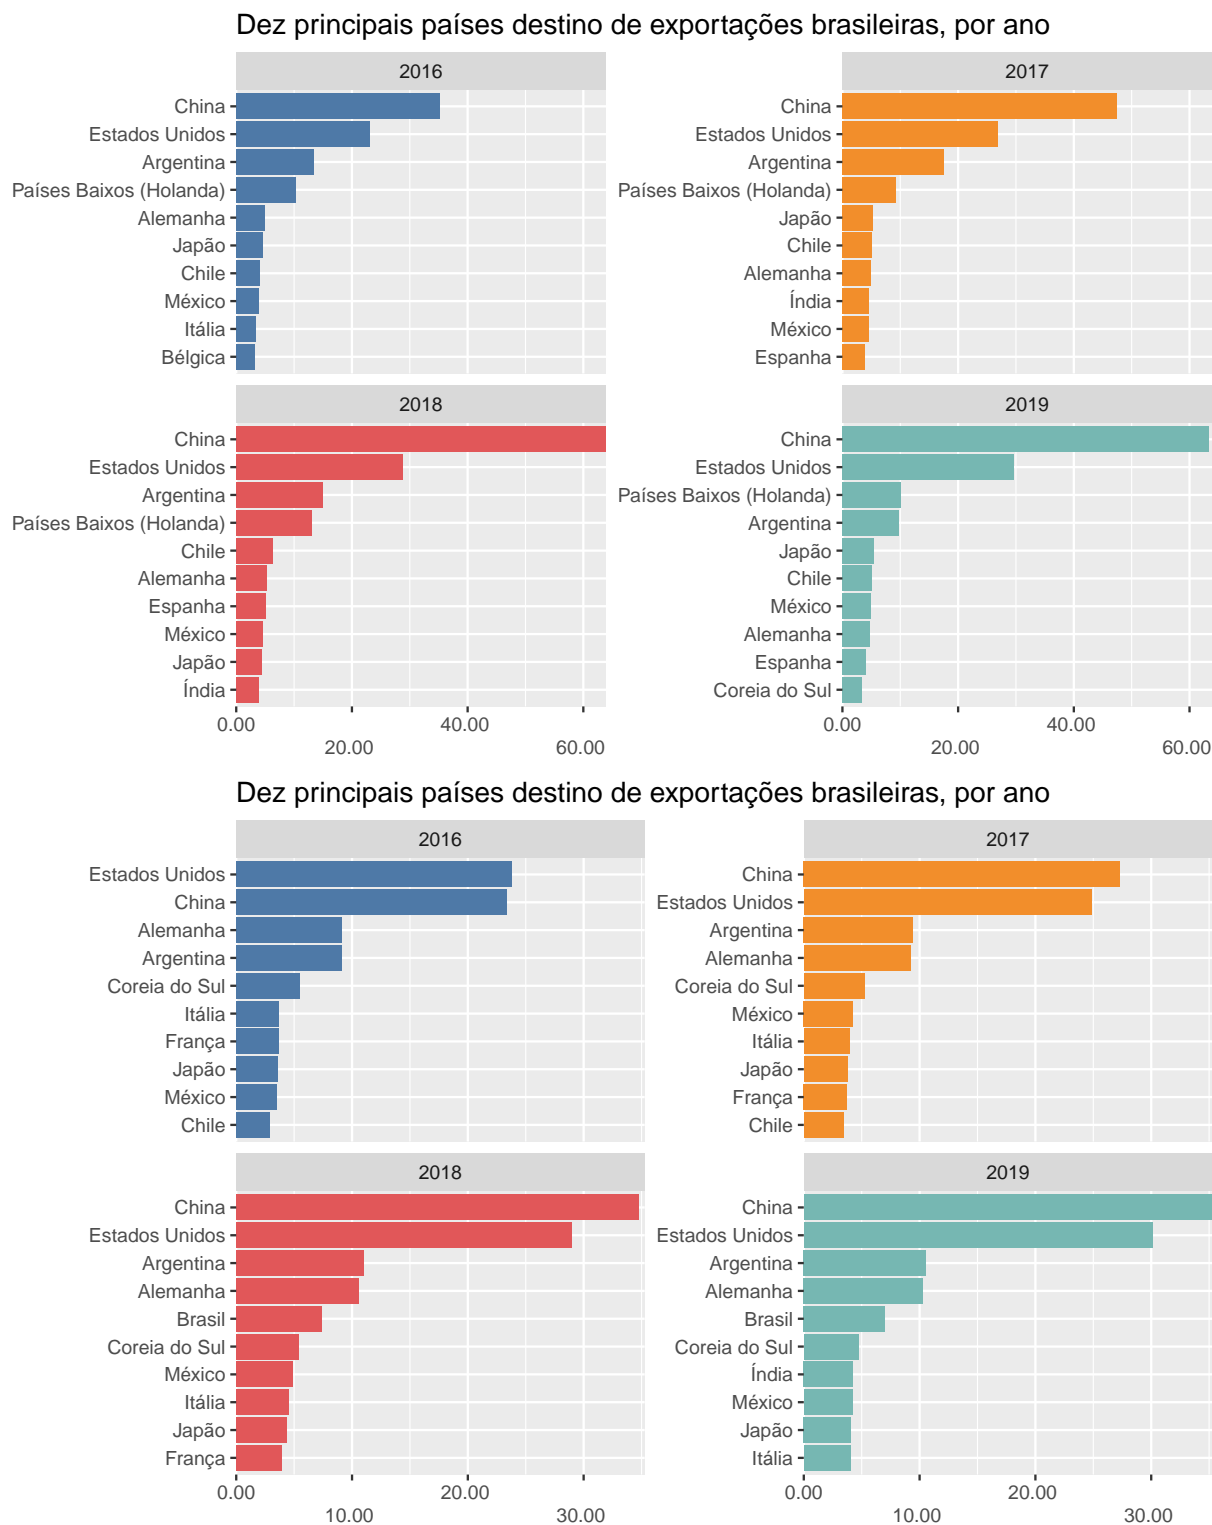 Dez principais países destino de exportações brasileiras, por ano
2016
China
Estados Unidos
Argentina
Países Baixos (Holanda)
Alemanha
Japão
Chile
México
Itália
Bélgica
2017
China
Estados Unidos
Argentina
Países Baixos (Holanda)
Japão
Chile
Alemanha
Índia
México
Espanha
2018
China
Estados Unidos
Argentina
Países Baixos (Holanda)
Chile
Alemanha
Espanha
México
Japão
Índia
0.00
20.00
40.00
60.00
2019
China
Estados Unidos
Países Baixos (Holanda)
Argentina
Japão
Chile
México
Alemanha
Espanha
Coreia do Sul
0.00
20.00
40.00
60.00
Dez principais países destino de exportações brasileiras, por ano
2016
Estados Unidos
China
Alemanha
Argentina
Coreia do Sul
Itália
França
Japão
México
Chile
2017
China
Estados Unidos
Argentina
Alemanha
Coreia do Sul
México
Itália
Japão
França
Chile
2018
China
Estados Unidos
Argentina
Alemanha
Brasil
Coreia do Sul
México
Itália
Japão
França
0.00
10.00
20.00
30.00
2019
China
Estados Unidos
Argentina
Alemanha
Brasil
Coreia do Sul
Índia
México
Japão
Itália
0.00
10.00
20.00
30.00